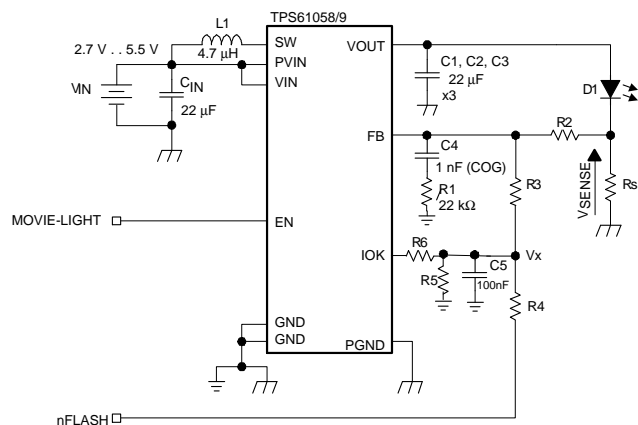 TPS61058/9
L1
4.7 µH
SW
PVIN
VIN
VOUT
2.7 V . . 5.5 V
VIN
CIN
22 µF
C1, C2, C3
22 µF
x3
D1
FB
R2
C4
1 nF (COG)
R1
22 kΩ
R3
VSENSE
Rs
MOVIE-LIGHT
EN
IOK
R6
R5
C5
100nF
Vx
R4
GND
GND
PGND
nFLASH